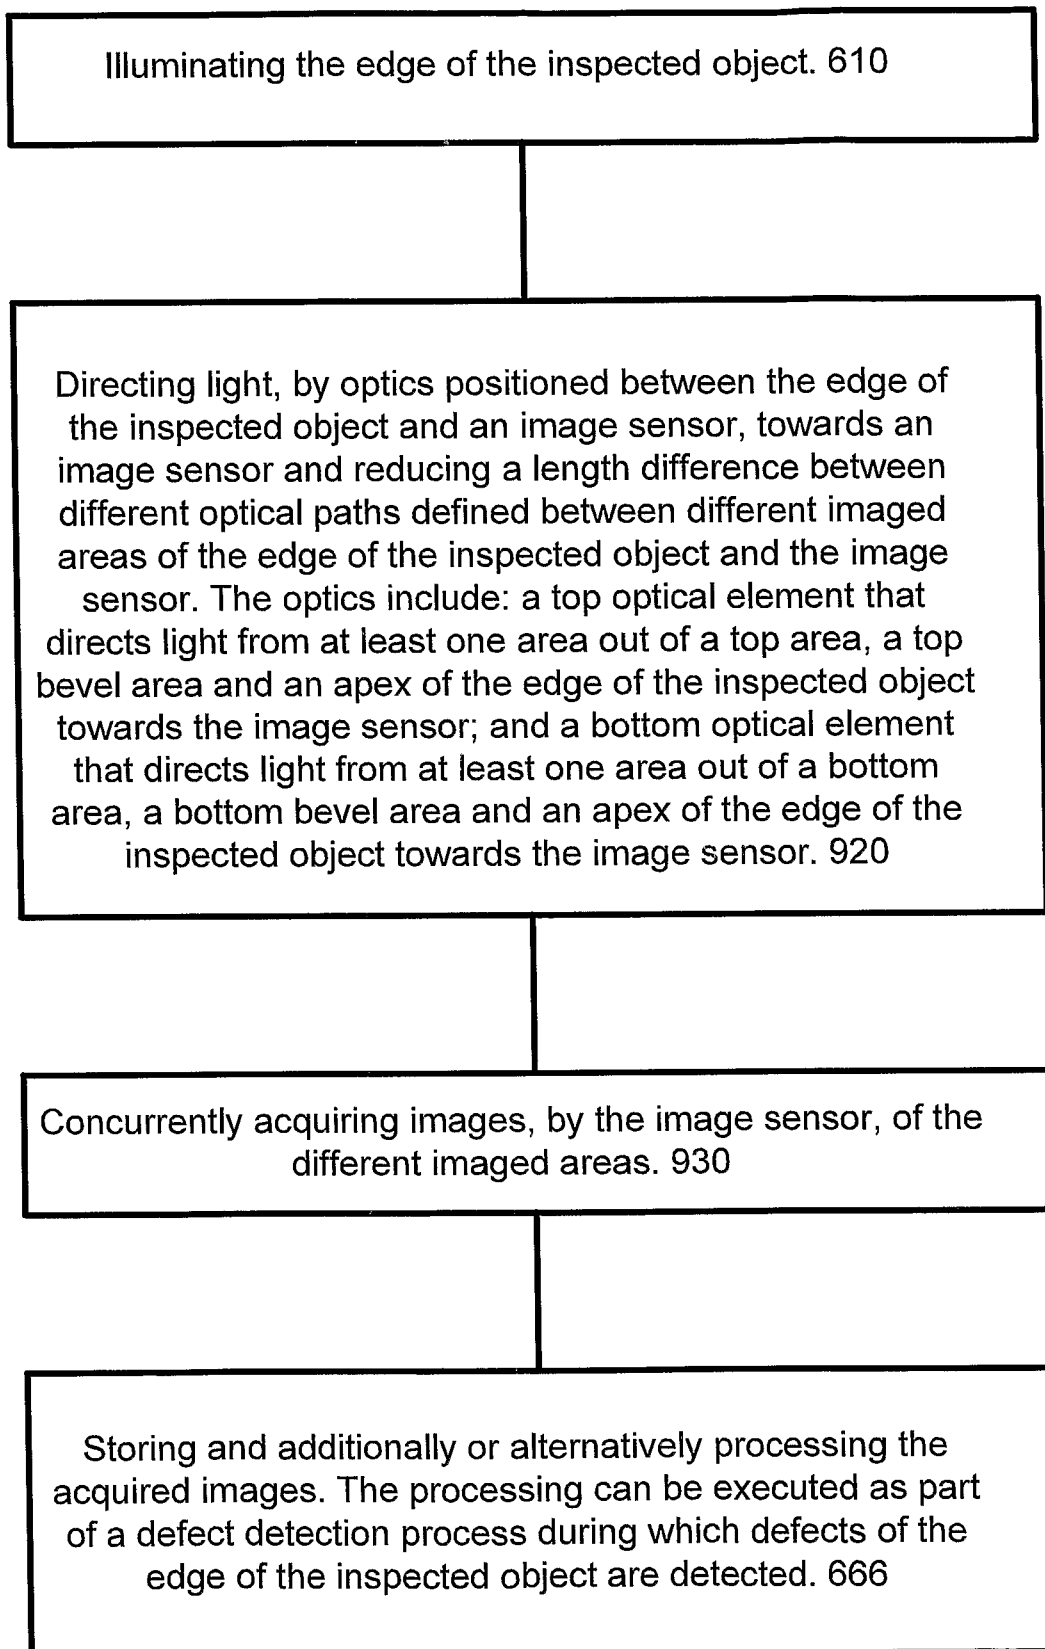 Illuminating the edge of the inspected object. 610
Directing light, by optics positioned between the edge of
the inspected object and an image sensor, towards an
image sensor and reducing a length difference between
different optical paths defined between different imaged
areas of the edge of the inspected object and the image
sensor. The optics include: a top optical element that
directs light from at least one area out of a top area, a top
bevel area and an apex of the edge of the inspected object
towards the image sensor; and a bottom optical element
that directs light from at least one area out of a bottom
area, a bottom bevel area and an apex of the edge of the
inspected object towards the image sensor. 920
Concurrently acquiring images, by the image sensor, of the
different imaged areas. 930
Storing and additionally or alternatively processing the
acquired images. The processing can be executed as part
of a defect detection process during which defects of the
edge of the inspected object are detected. 666